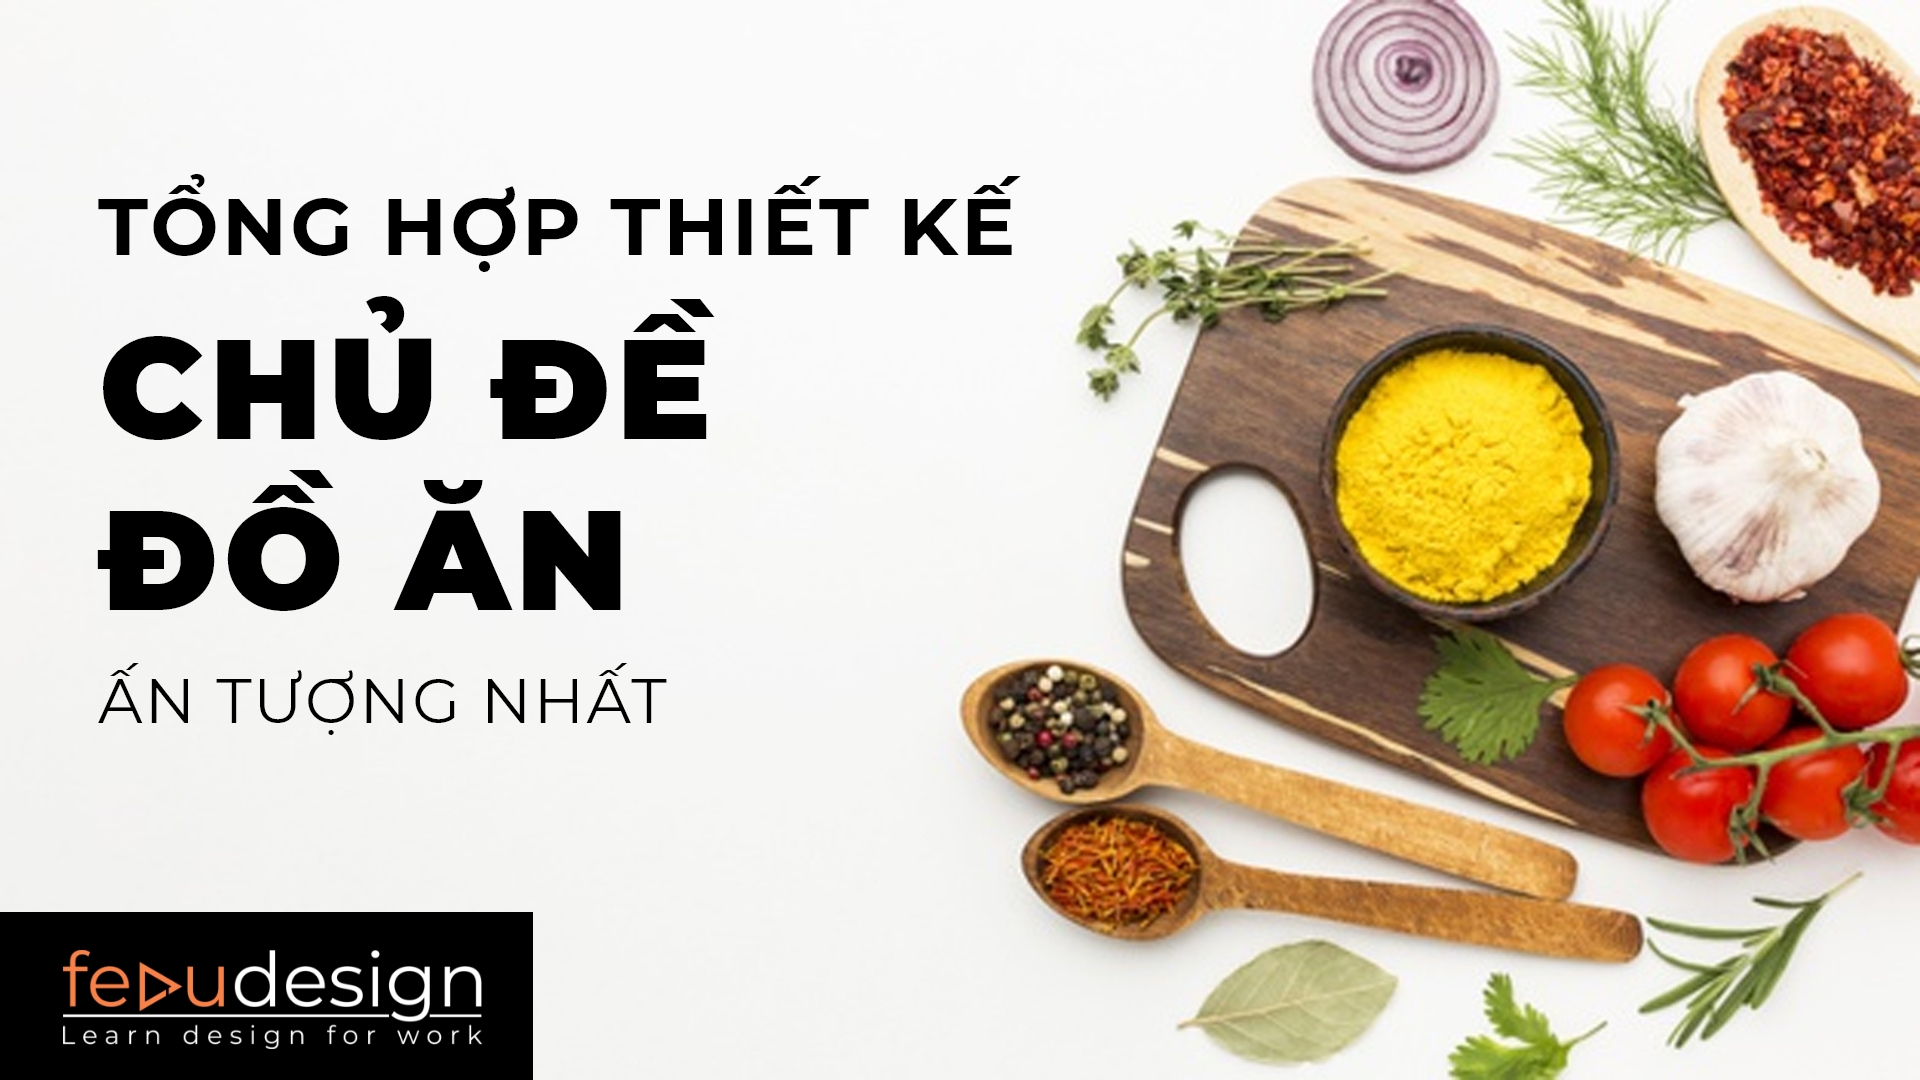 TỔNG HỢP THIẾT KẾ
CHỦ ĐỀ
ĐỒ ĂN
ẤN TƯỢNG NHẤT
fedudesign
Learn design for work